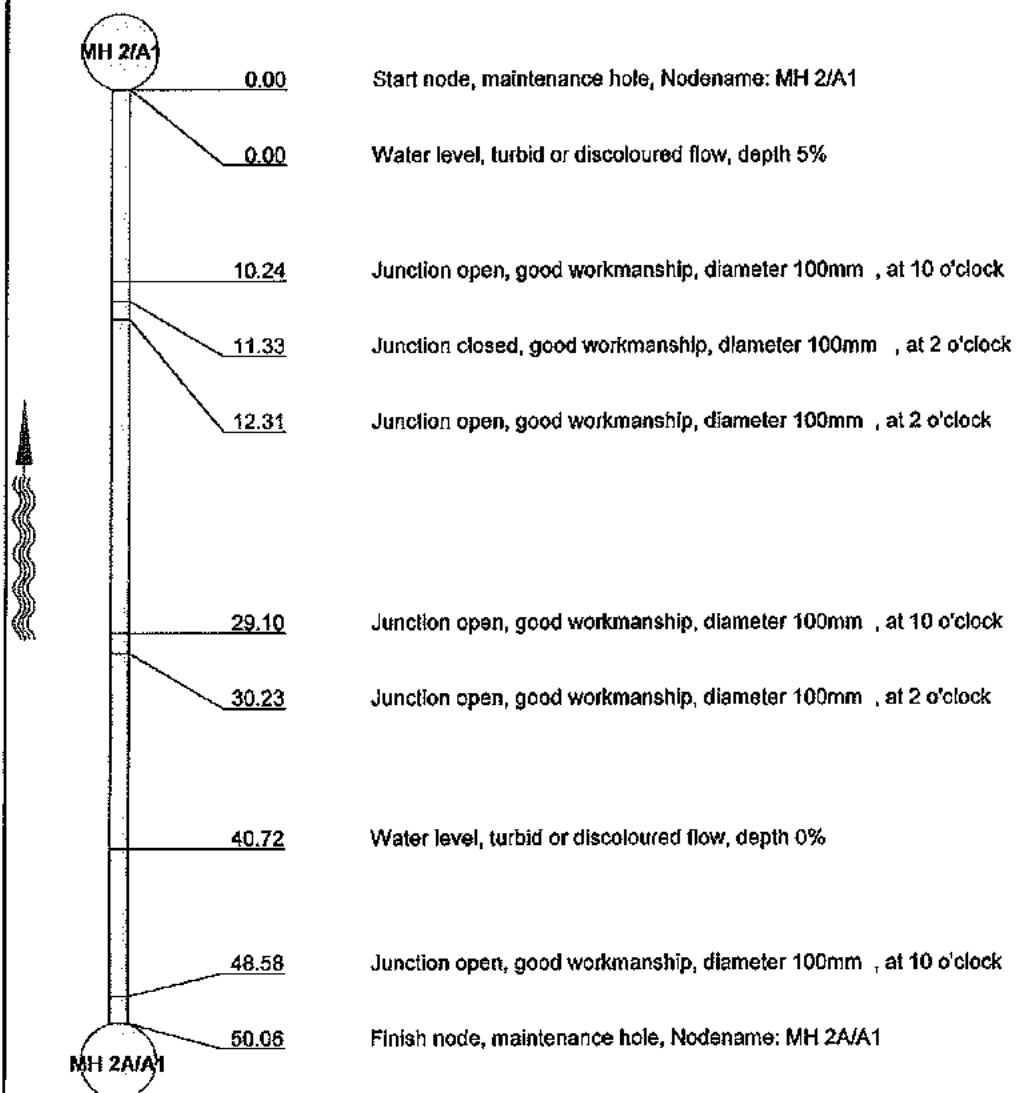 MH 2/A1
0.00 Start node, maintenance hole, Nodename: MH 2/A1
0.00 Water level, turbid or discoloured flow, depth 5%
10.24 Junction open, good workmanship, diameter 100mm , at 10 o'clock
11.33 Junction closed, good workmanship, diameter 100mm , at 2 o'clock
12.31 Junction open, good workmanship, diameter 100mm , at 2 o'clock
29.10 Junction open, good workmanship, diameter 100mm , at 10 o'clock
30.23 Junction open, good workmanship, diameter 100mm , at 2 o'clock
40.72 Water level, turbid or discoloured flow, depth 0%
48.58 Junction open, good workmanship, diameter 100mm , at 10 o'clock
50.06 Finish node, maintenance hole, Nodename: MH 2A/A1
MH 2A/A1